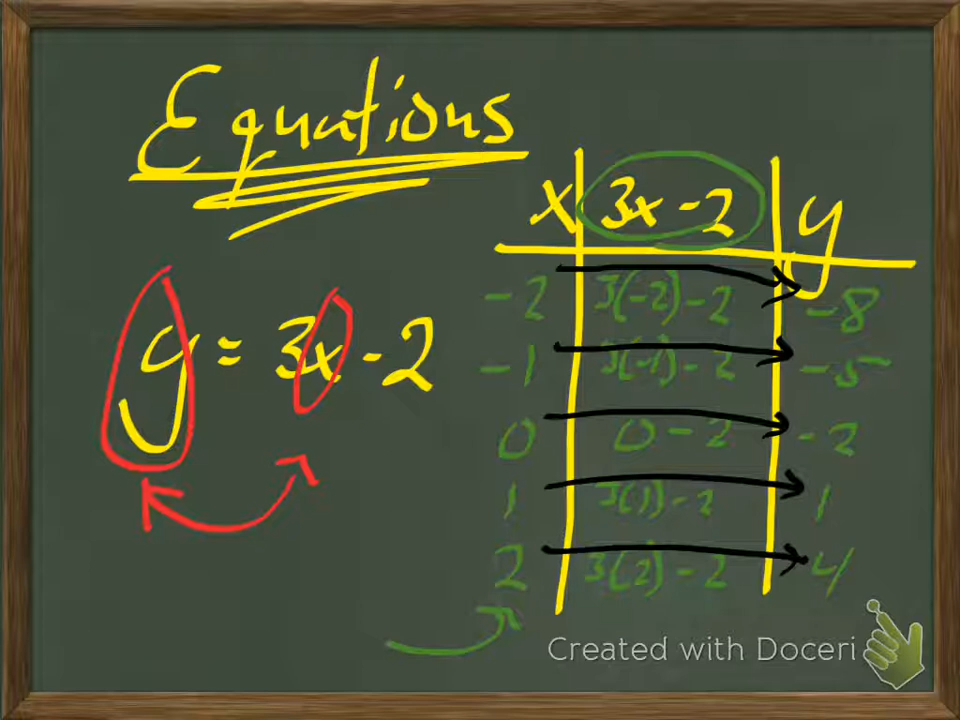 Equations
x 3x - 2 y
y = 3x - 2
-2 3(-2) - 2 -8
-1 3(-1) - 2 -5
0 0 - 2 -2
1 3(1) - 2 1
2 3(2) - 2 4
Created with Doceri